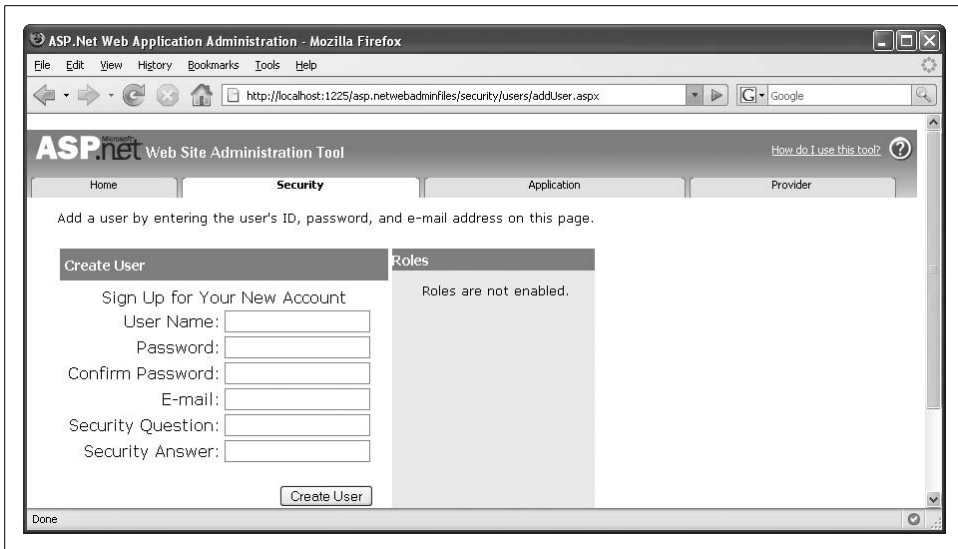 ASP.Net Web Application Administration - Mozilla Firefox
File Edit View History Bookmarks Tools Help
http://localhost:1225/asp.netwebadminfiles/security/users/addUser.aspx
G Google
Microsoft
ASP.net Web Site Administration Tool
How do I use this tool? ?
Home Security Application Provider
Add a user by entering the user's ID, password, and e-mail address on this page.
Create User
Roles
Sign Up for Your New Account
Roles are not enabled.
User Name:
Password:
Confirm Password:
E-mail:
Security Question:
Security Answer:
Create User
Done